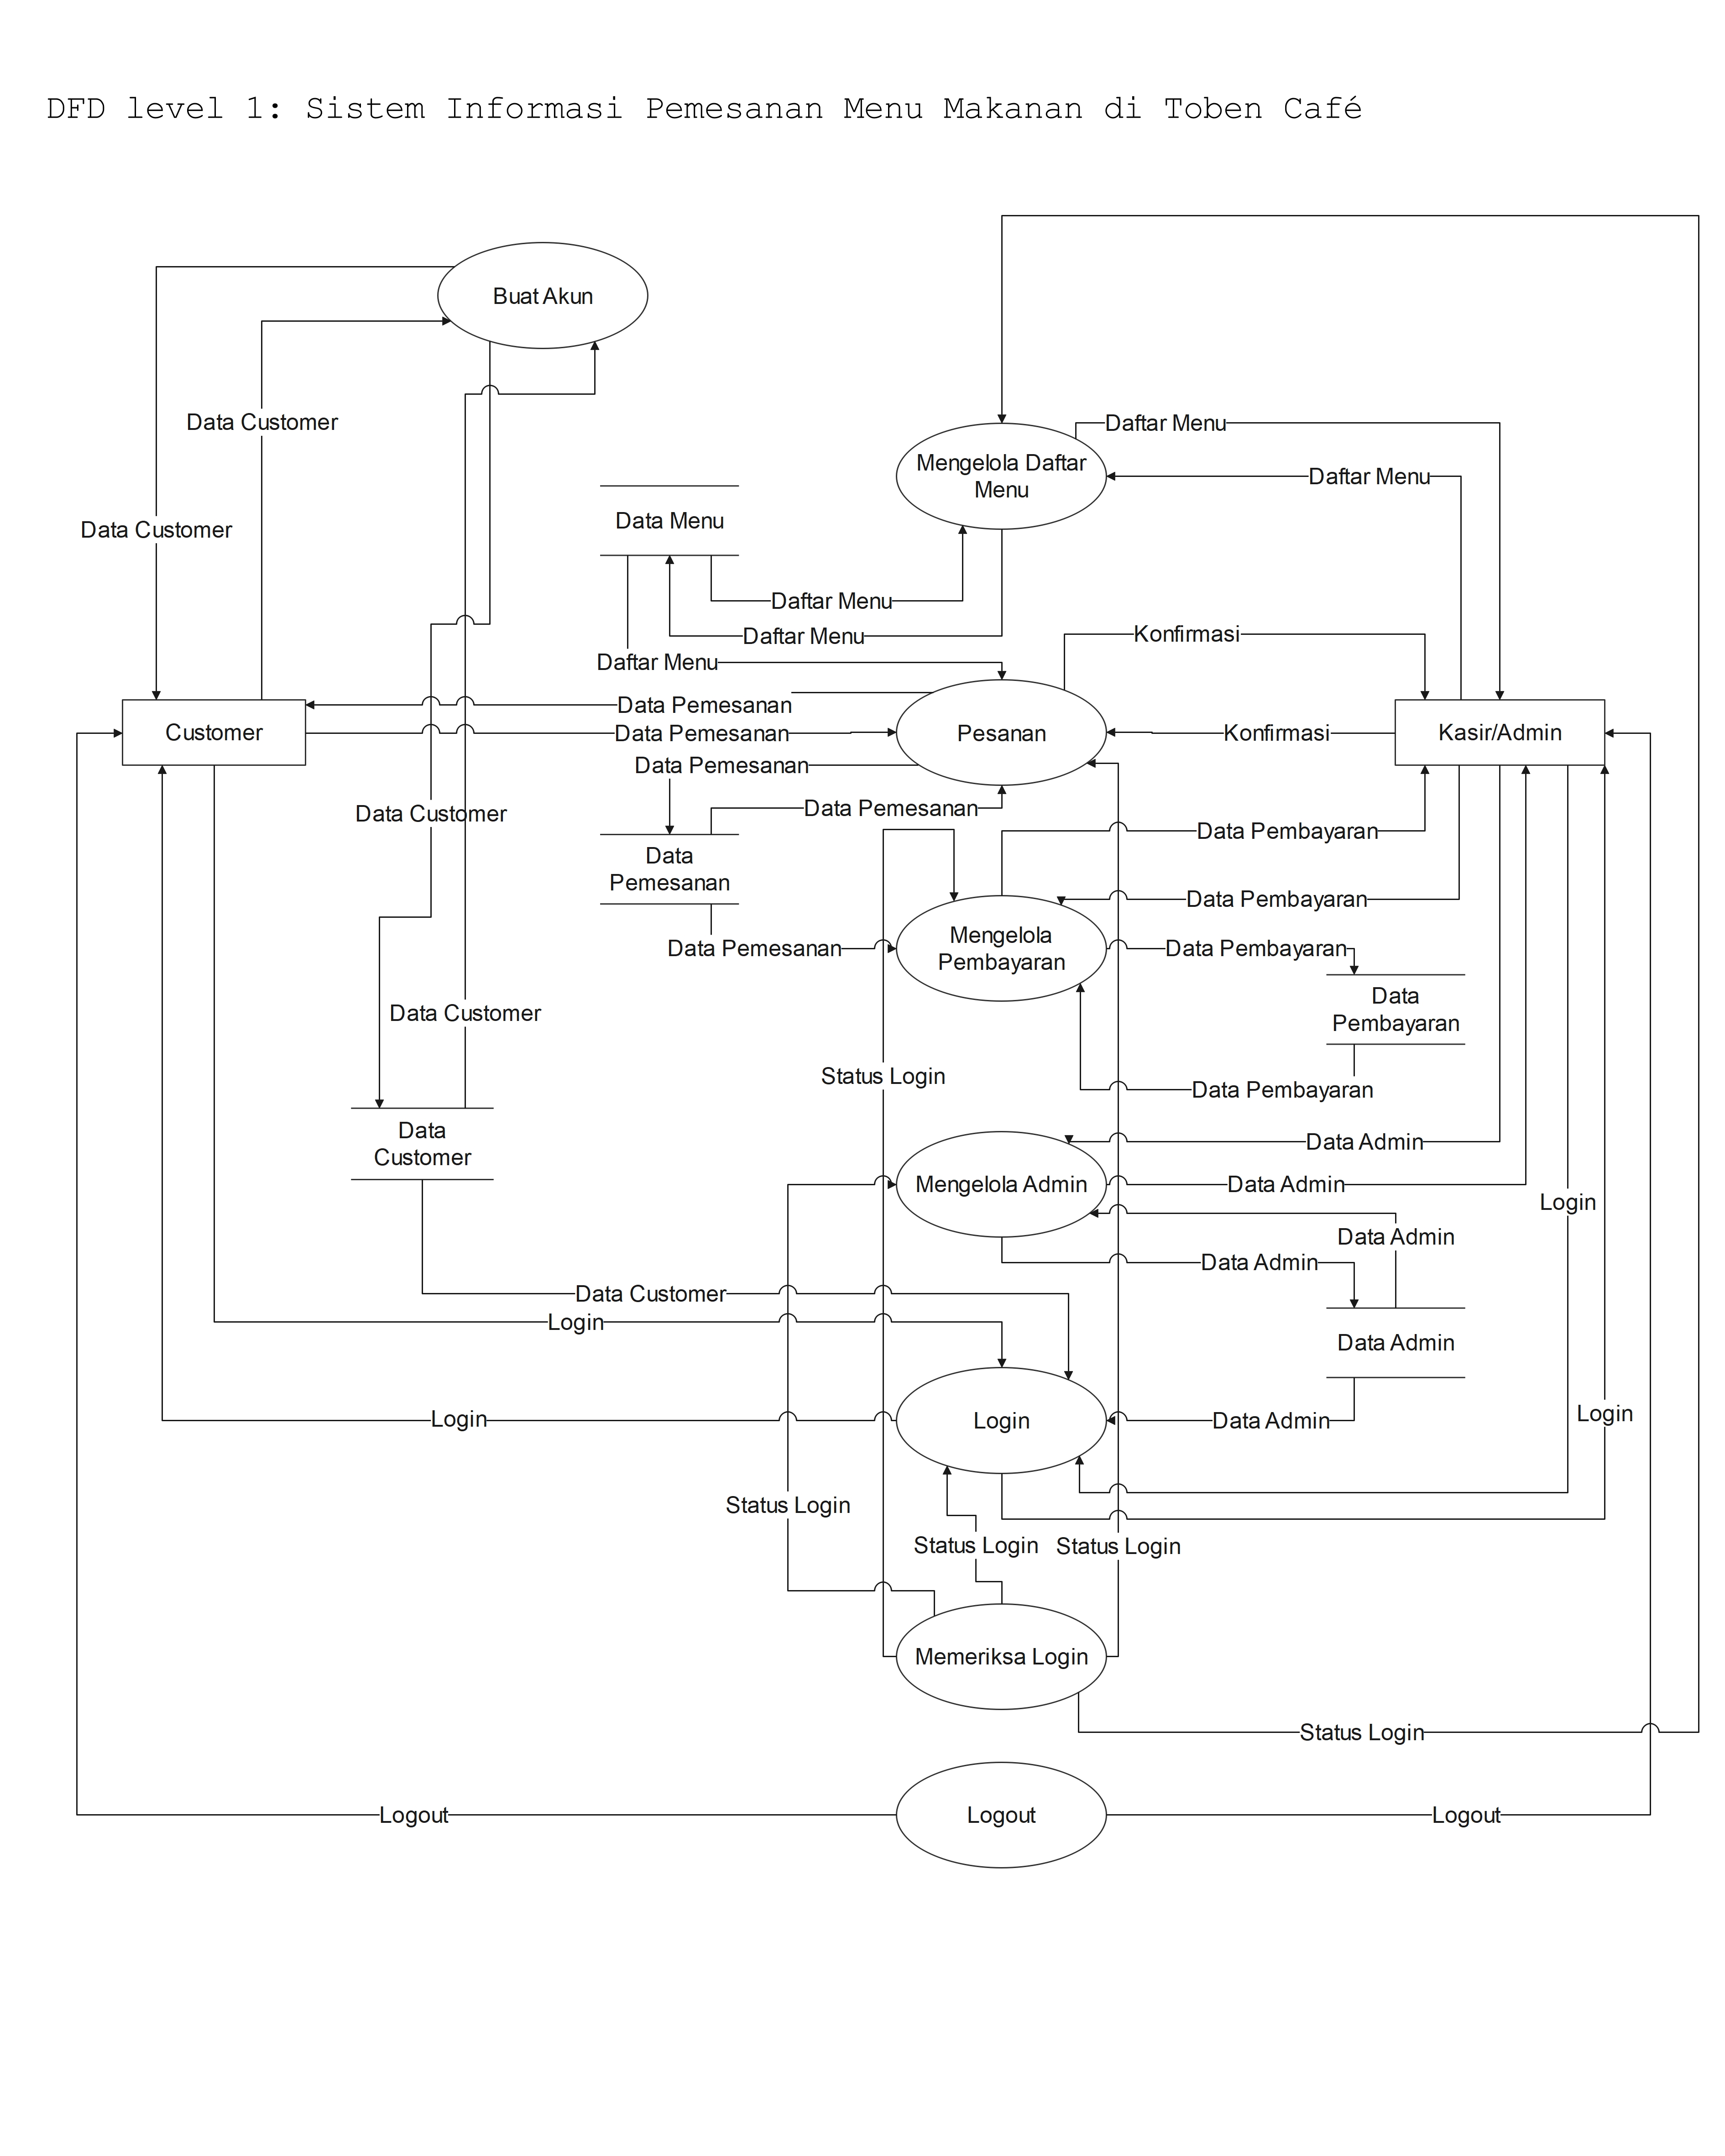 DFD level 1: Sistem Informasi Pemesanan Menu Makanan di Toben Café
Buat Akun
Data Customer
Daftar Menu
Mengelola Daftar
Menu
Daftar Menu
Data Menu
Data Customer
Daftar Menu
Daftar Menu
Konfirmasi
Daftar Menu
Data Pemesanan
Customer
Data Pemesanan
Pesanan
Konfirmasi
Kasir/Admin
Data Pemesanan
Data Pemesanan
Data Customer
Data Pembayaran
Data
Pemesanan
Data Pembayaran
Mengelola
Pembayaran
Data Pemesanan
Data Pembayaran
Data
Pembayaran
Data Customer
Status Login
Data Pembayaran
Data
Customer
Data Admin
Mengelola Admin
Data Admin
Login
Data Admin
Data Admin
Data Customer
Login
Data Admin
Login
Login
Data Admin
Login
Status Login
Status Login
Status Login
Memeriksa Login
Status Login
Logout
Logout
Logout